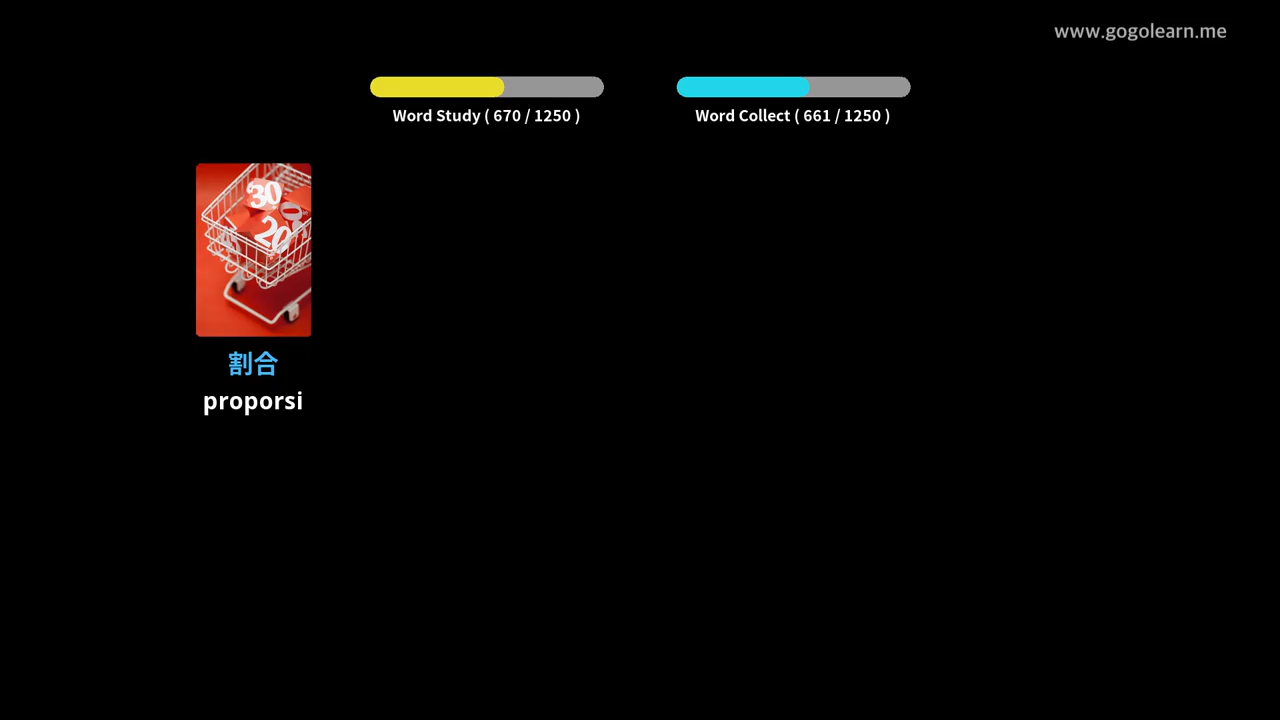 www.gogolearn.me
Word Study ( 670 / 1250 )
Word Collect ( 661 / 1250 )
30
20
割合
proporsi